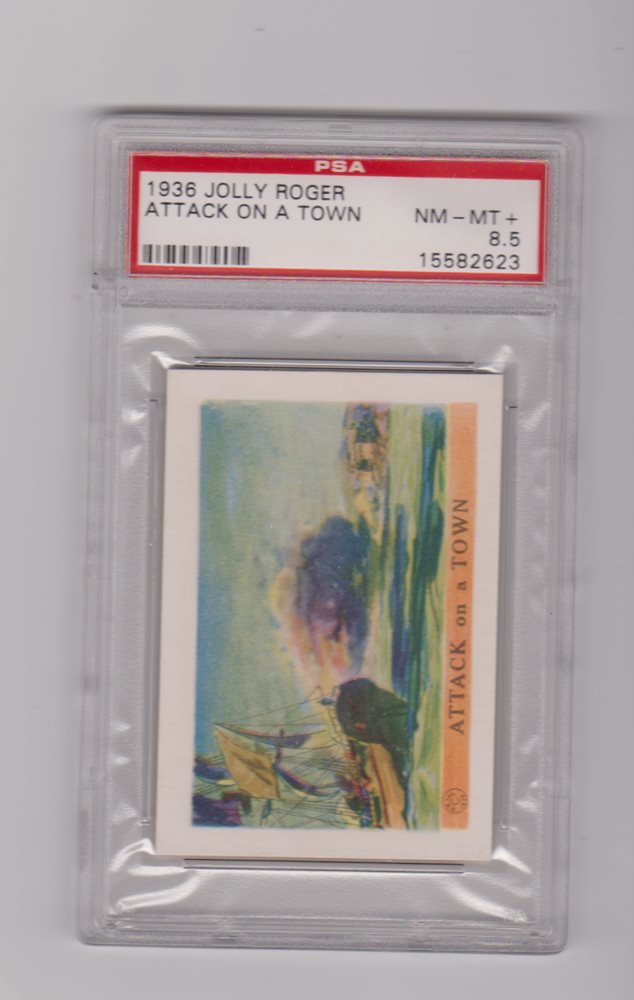 PSA
1936 JOLLY ROGER
ATTACK ON A TOWN
NM - MT +
8.5
15582623
ATTACK on a TOWN